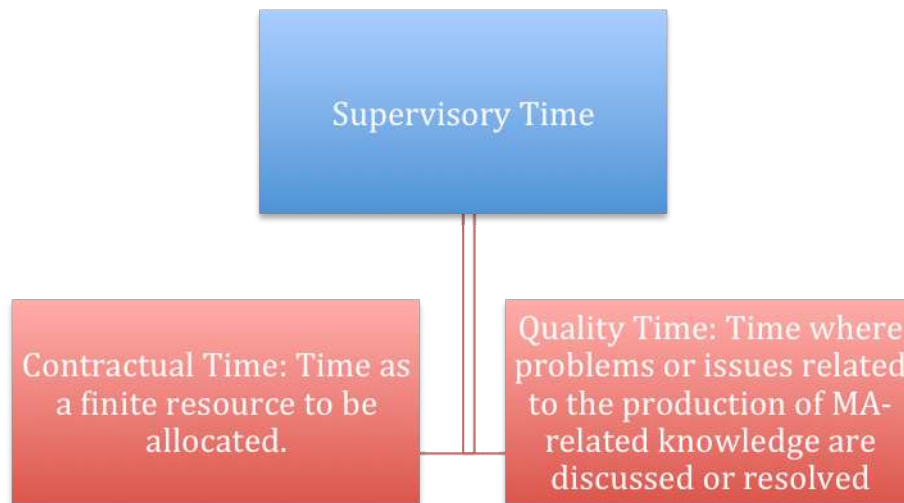 Supervisory Time
Contractual Time: Time as
a finite resource to be
allocated.
Quality Time: Time where
problems or issues related
to the production of MA-
related knowledge are
discussed or resolved